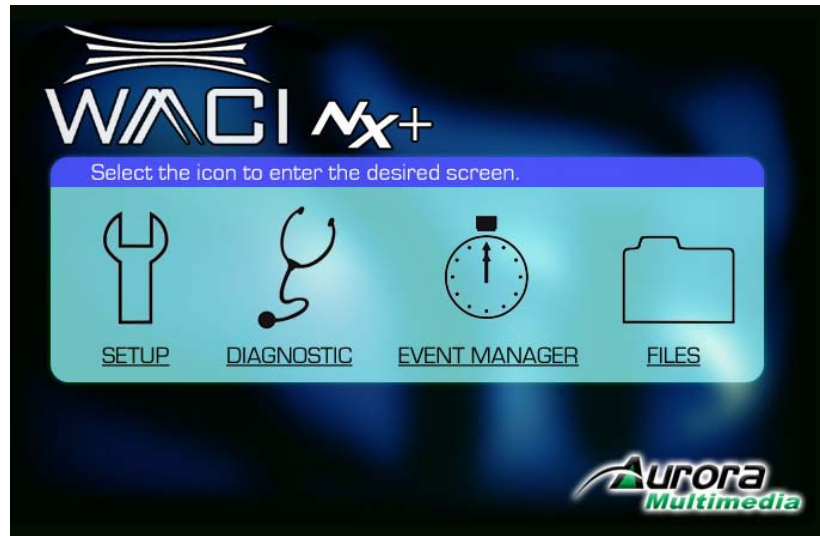 WACI NX+
Select the icon to enter the desired screen.
SETUP DIAGNOSTIC EVENT MANAGER FILES
Aurora
Multimedia